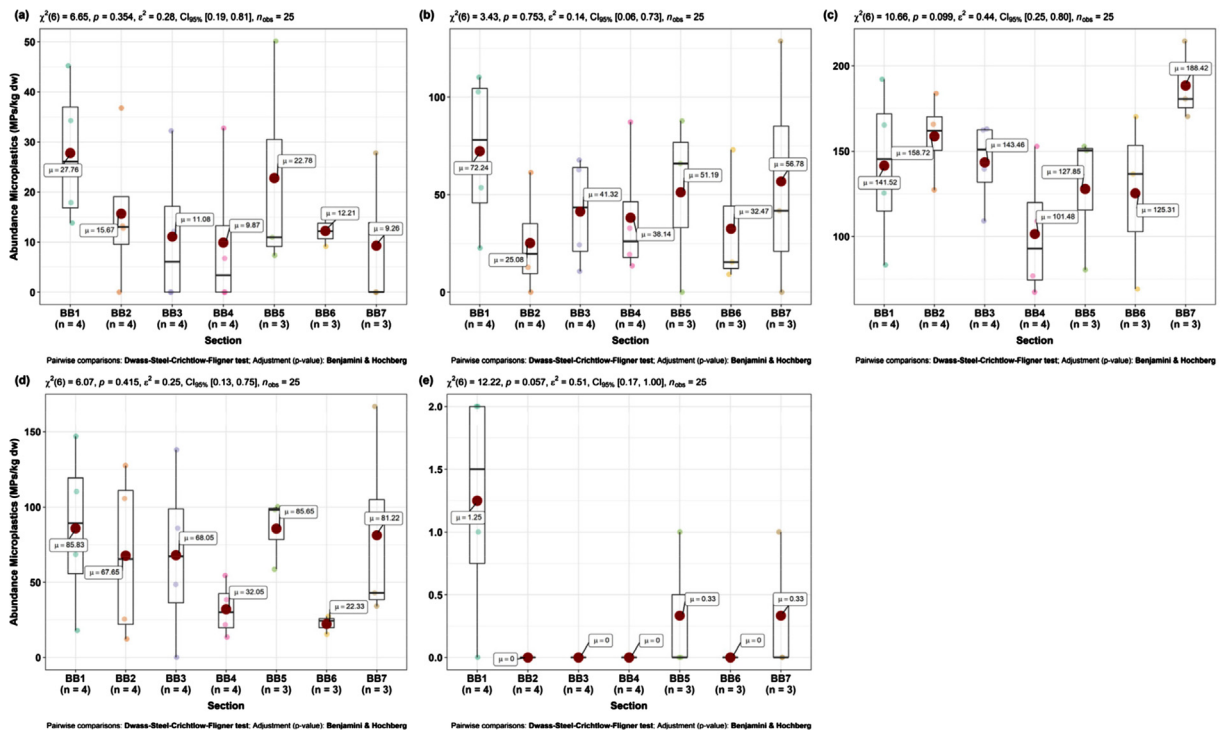 (a) χ²(6) = 6.65, p = 0.354, ε² = 0.28, CI95% [0.19, 0.81], nobs = 25
Abundance Microplastics (MPs/kg dw)
50
40
30
20
10
0
μ = 27.76
μ = 15.67
μ = 11.08
μ = 9.87
μ = 22.78
μ = 12.21
μ = 9.26
BB1 BB2 BB3 BB4 BB5 BB6 BB7
(n = 4) (n = 4) (n = 4) (n = 4) (n = 3) (n = 3) (n = 3)
Section
Pairwise comparisons: Dwass-Steel-Crichtlow-Fligner test; Adjustment (p-value): Benjamini & Hochberg
(b) χ²(6) = 3.43, p = 0.753, ε² = 0.14, CI95% [0.06, 0.73], nobs = 25
100
50
0
μ = 72.24
μ = 25.08
μ = 41.32
μ = 38.14
μ = 51.19
μ = 32.47
μ = 56.78
BB1 BB2 BB3 BB4 BB5 BB6 BB7
(n = 4) (n = 4) (n = 4) (n = 4) (n = 3) (n = 3) (n = 3)
Section
Pairwise comparisons: Dwass-Steel-Crichtlow-Fligner test; Adjustment (p-value): Benjamini & Hochberg
(c) χ²(6) = 10.66, p = 0.099, ε² = 0.44, CI95% [0.25, 0.80], nobs = 25
200
150
100
μ = 141.52
μ = 158.72
μ = 143.46
μ = 101.48
μ = 127.85
μ = 125.31
μ = 188.42
BB1 BB2 BB3 BB4 BB5 BB6 BB7
(n = 4) (n = 4) (n = 4) (n = 4) (n = 3) (n = 3) (n = 3)
Section
Pairwise comparisons: Dwass-Steel-Crichtlow-Fligner test; Adjustment (p-value): Benjamini & Hochberg
(d) χ²(6) = 6.07, p = 0.415, ε² = 0.25, CI95% [0.13, 0.75], nobs = 25
Abundance Microplastics (MPs/kg dw)
150
100
50
0
μ = 85.83
μ = 67.65
μ = 68.05
μ = 32.05
μ = 85.65
μ = 22.33
μ = 81.22
BB1 BB2 BB3 BB4 BB5 BB6 BB7
(n = 4) (n = 4) (n = 4) (n = 4) (n = 3) (n = 3) (n = 3)
Section
Pairwise comparisons: Dwass-Steel-Crichtlow-Fligner test; Adjustment (p-value): Benjamini & Hochberg
(e) χ²(6) = 12.22, p = 0.057, ε² = 0.51, CI95% [0.17, 1.00], nobs = 25
2.0
1.5
1.0
0.5
0.0
μ = 1.25
μ = 0
μ = 0
μ = 0
μ = 0.33
μ = 0
μ = 0.33
BB1 BB2 BB3 BB4 BB5 BB6 BB7
(n = 4) (n = 4) (n = 4) (n = 4) (n = 3) (n = 3) (n = 3)
Section
Pairwise comparisons: Dwass-Steel-Crichtlow-Fligner test; Adjustment (p-value): Benjamini & Hochberg